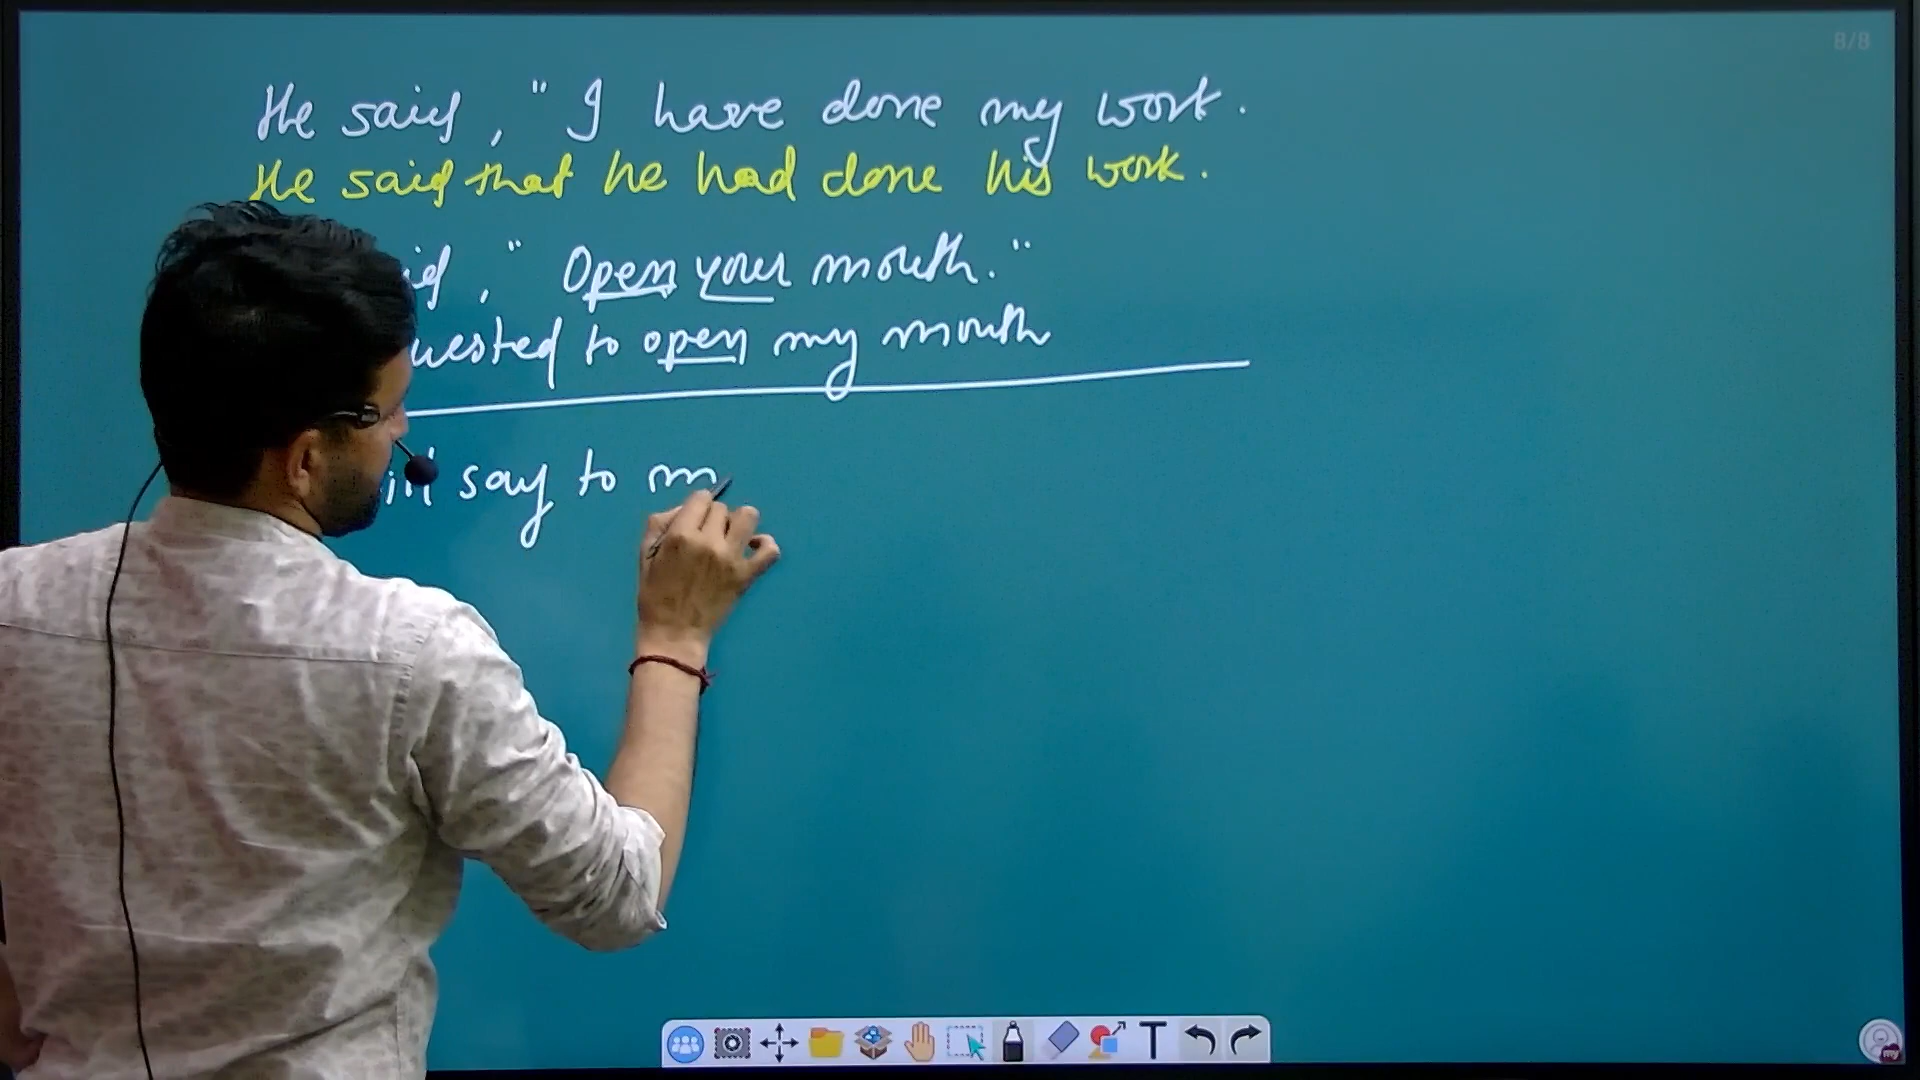 8/8
He said, "I have done my work.
He said that he had done his work.
, " Open your mouth."
to open my mouth
say to m
T
my